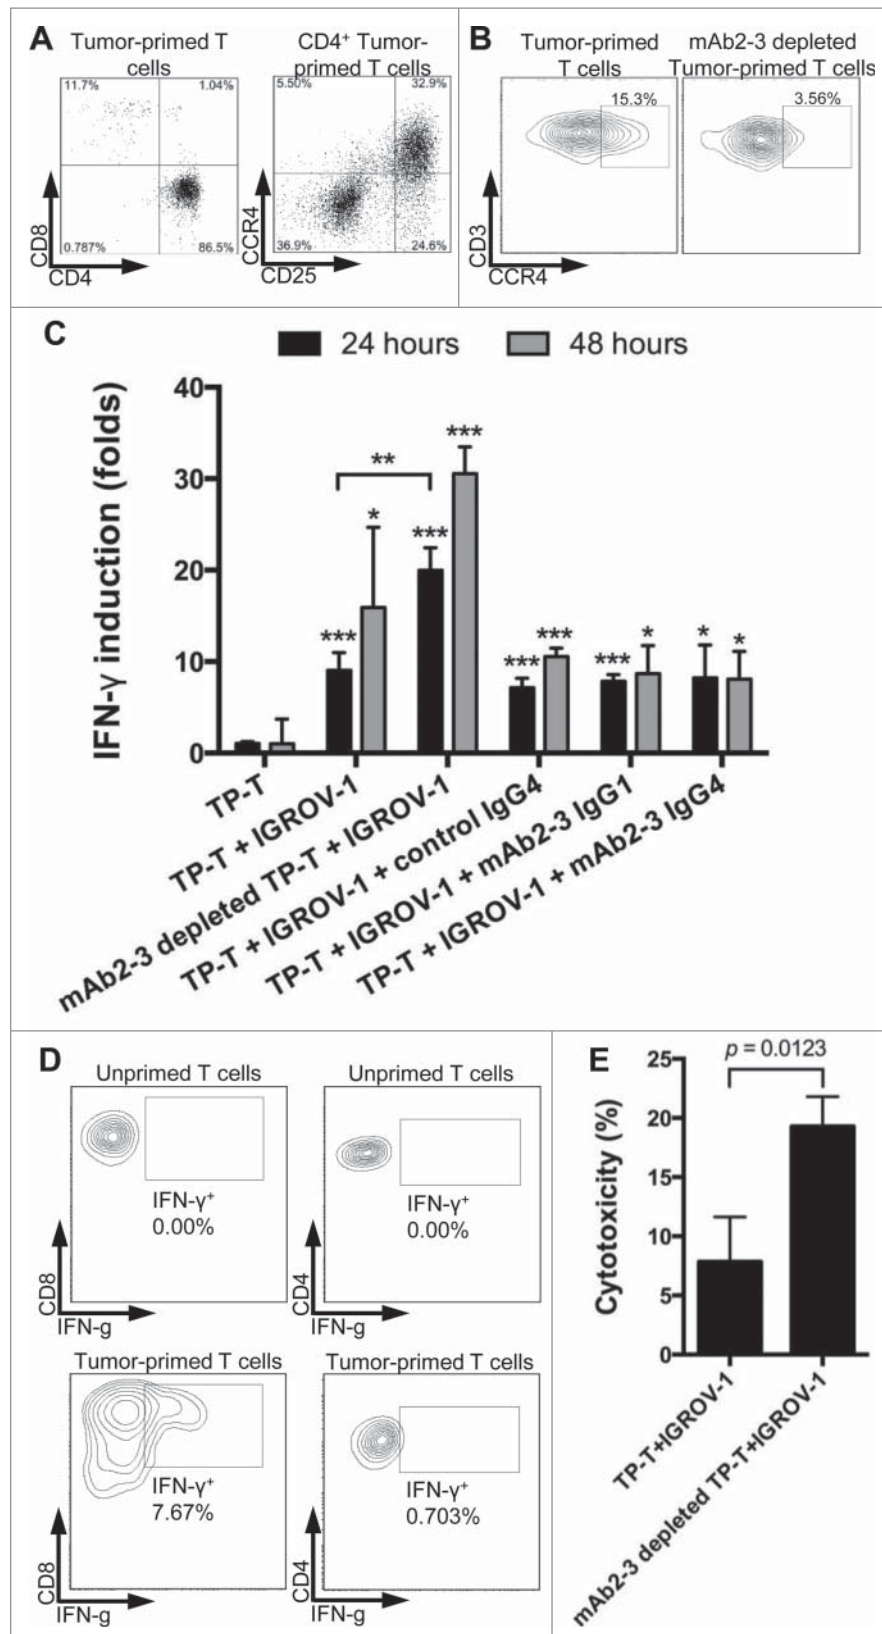 A
Tumor-primed T
cells
11.7%
1.04%
0.787%
86.5%
CD8
CD4
CD4⁺ Tumor-
primed T cells
5.50%
32.9%
36.9%
24.6%
CCR4
CD25
B
Tumor-primed
T cells
15.3%
mAb2-3 depleted
Tumor-primed T cells
3.56%
CD3
CCR4
C
24 hours
48 hours
IFN-γ induction (folds)
40
30
20
10
0
***
*
**
***
***
***
***
***
*
*
*
TP-T
TP-T + IGROV-1
mAb2-3 depleted TP-T + IGROV-1
TP-T + IGROV-1 + control IgG4
TP-T + IGROV-1 + mAb2-3 IgG1
TP-T + IGROV-1 + mAb2-3 IgG4
D
Unprimed T cells
IFN-γ⁺
0.00%
CD8
IFN-g
Unprimed T cells
IFN-γ⁺
0.00%
CD4
IFN-g
Tumor-primed T cells
IFN-γ⁺
7.67%
CD8
IFN-g
Tumor-primed T cells
IFN-γ⁺
0.703%
CD4
IFN-g
E
p = 0.0123
Cytotoxicity (%)
25
20
15
10
5
0
TP-T+IGROV-1
mAb2-3 depleted TP-T+IGROV-1